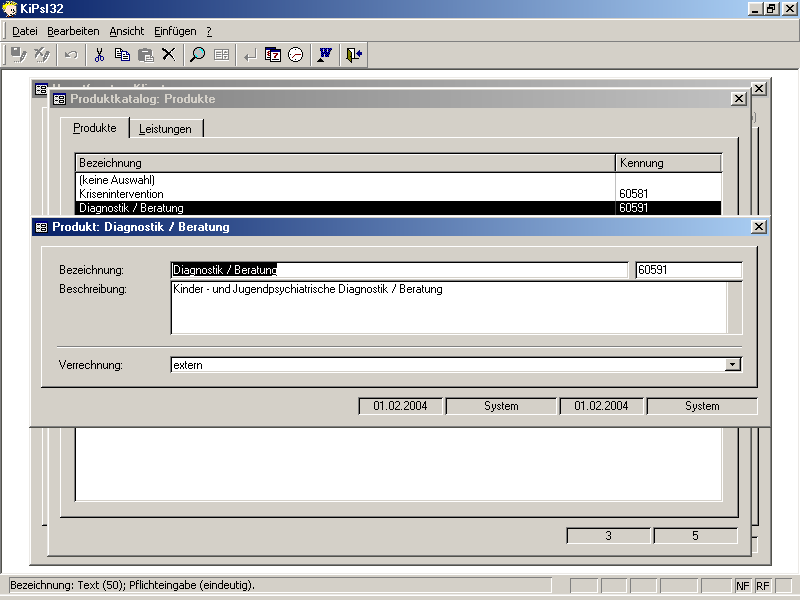 KiPsI32
Datei Bearbeiten Ansicht Einfügen ?
Produktkatalog: Produkte
Produkte Leistungen
Bezeichnung Kennung
(keine Auswahl)
Krisenintervention 60581
Diagnostik / Beratung 60591
Produkt: Diagnostik / Beratung
Bezeichnung: Diagnostik / Beratung 60591
Beschreibung: Kinder - und Jugendpsychiatrische Diagnostik / Beratung
Verrechnung: extern
01.02.2004 System 01.02.2004 System
3 5
Bezeichnung: Text (50); Pflichteingabe (eindeutig). NF RF